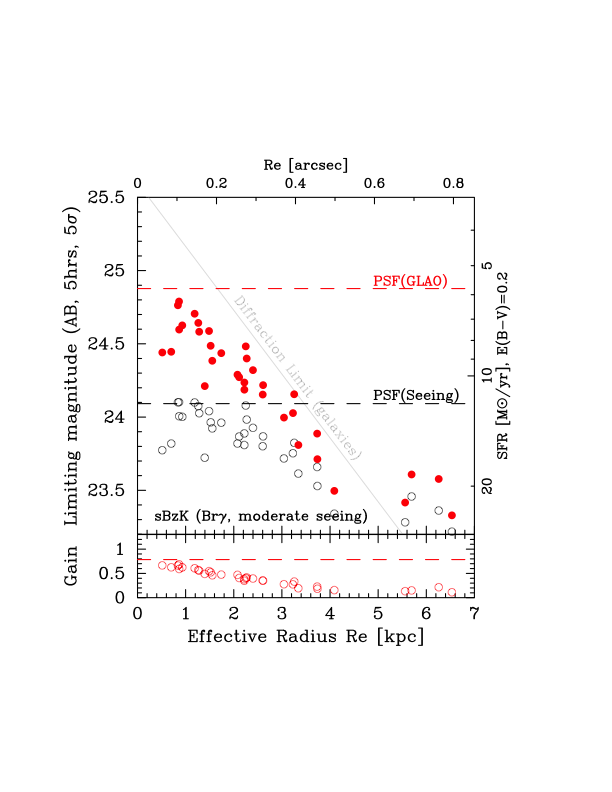 Re [arcsec]
0 0.2 0.4 0.6 0.8
25.5
25
24.5
24
23.5
Limiting magnitude (AB, 5hrs, 5σ)
PSF(GLAO)
Diffraction Limit (galaxies)
PSF(Seeing)
sBzK (Brγ, moderate seeing)
5
10
20
SFR [M⊙/yr], E(B−V)=0.2
Gain
1
0.5
0
0 1 2 3 4 5 6 7
Effective Radius Re [kpc]